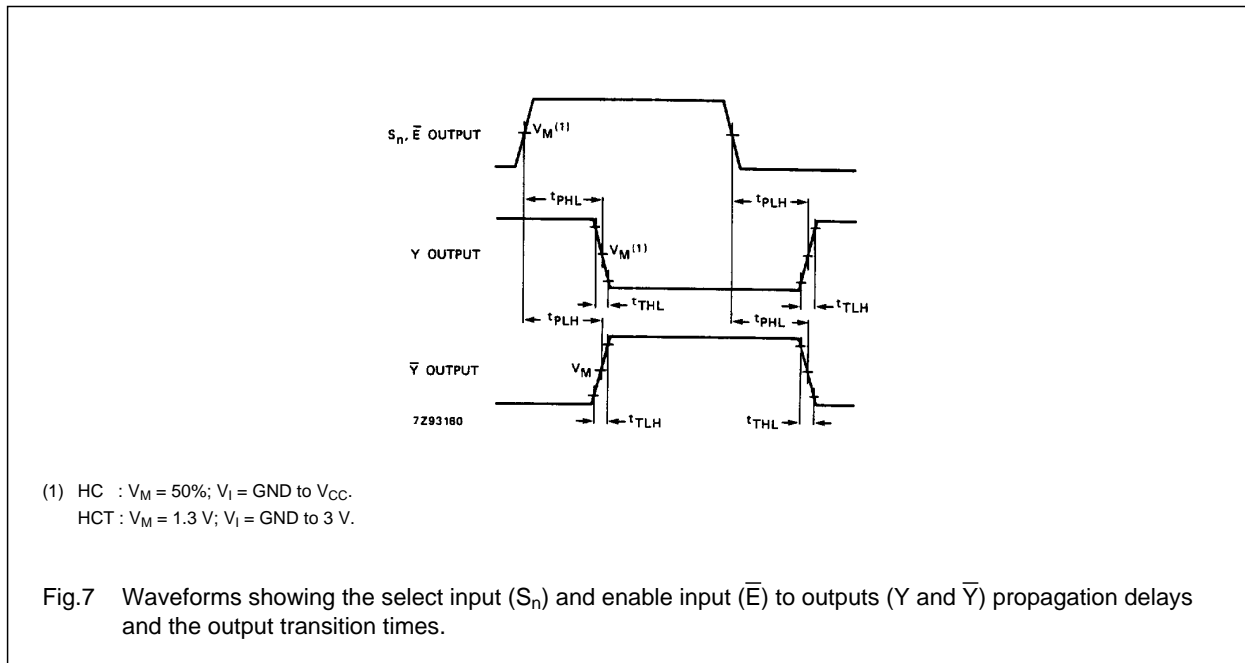 Sn, E̅ OUTPUT
VM(1)
tPHL
tPLH
Y OUTPUT
VM(1)
tTHL
tTLH
tPLH
tPHL
Y̅ OUTPUT
VM
7Z93160
tTLH
tTHL
(1) HC : VM = 50%; VI = GND to VCC.
HCT : VM = 1.3 V; VI = GND to 3 V.
Fig.7 Waveforms showing the select input (Sn) and enable input (E̅) to outputs (Y and Y̅) propagation delays
and the output transition times.